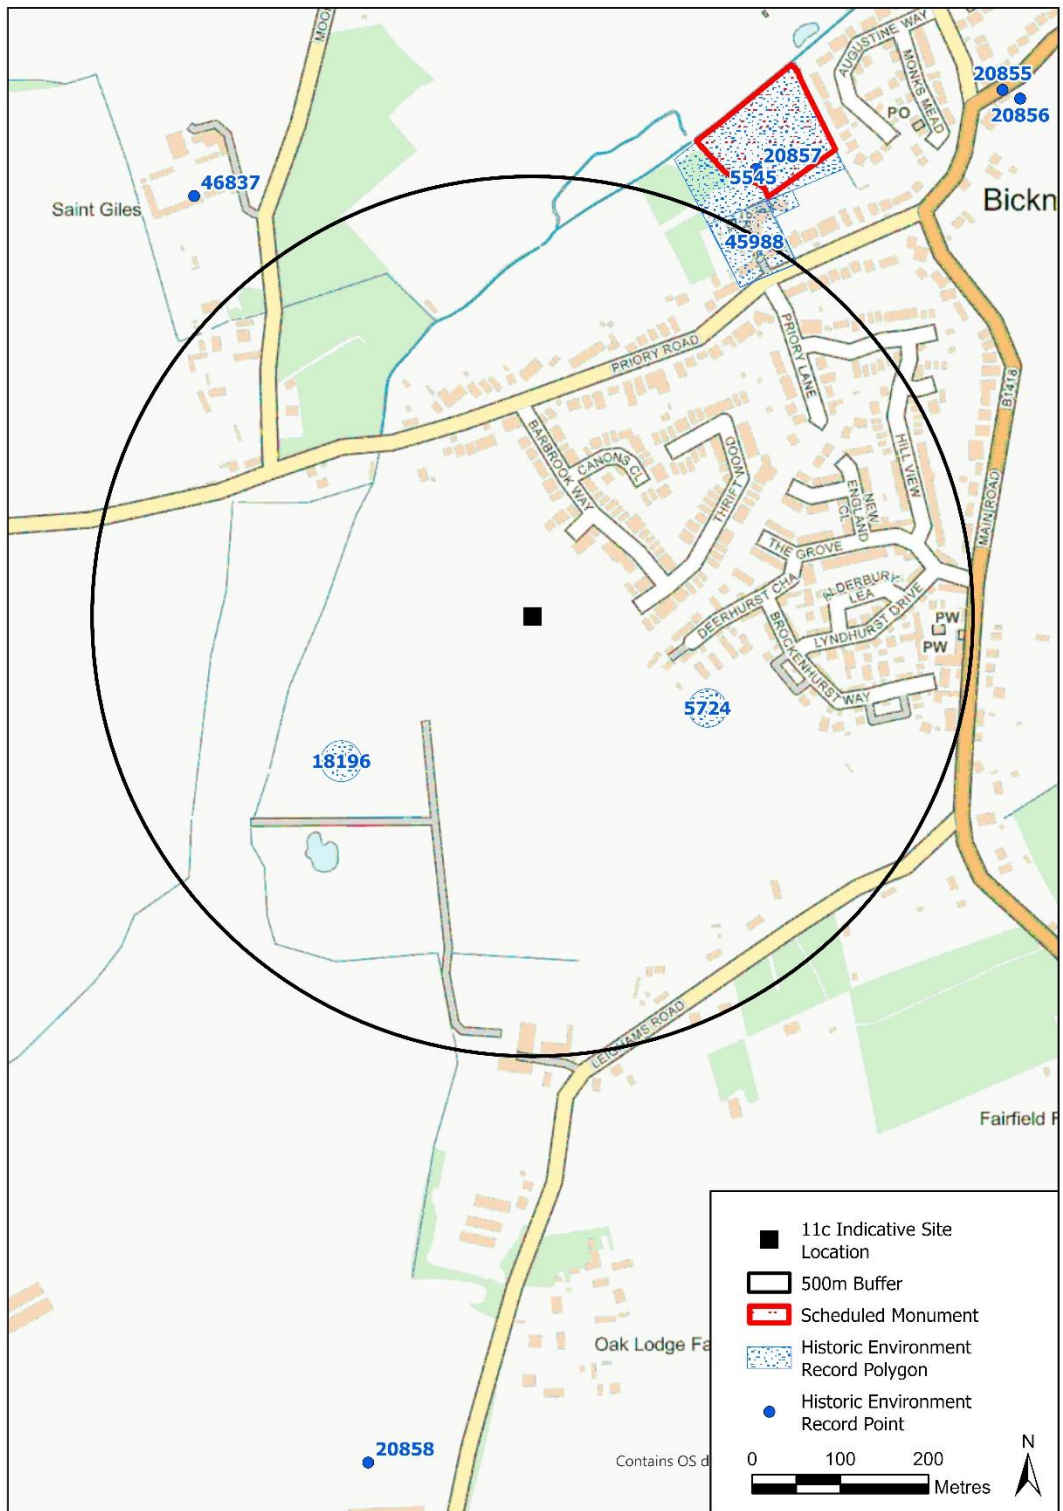 MOO
AUGUSTINE WAY
MONKS MEAD
20855
20856
PO
20857
5545
46837
Saint Giles
Bickn
45988
PRIORY ROAD
PRIORY LANE
B1418
BARBROOK WAY
CANONS CL
THRIFT WOOD
HILL VIEW
NEW
ENGLAND
CL
MAIN ROAD
THE GROVE
DEERHURST CHA
LEA
LYNDHURST DRIVE
BROCKENHURST WAY
PW
PW
5724
18196
LEIGHAMS ROAD
Fairfield F
Oak Lodge Fa
20858
Contains OS d
11c Indicative Site
Location
500m Buffer
Scheduled Monument
Historic Environment
Record Polygon
Historic Environment
Record Point
N
0 100 200
Metres